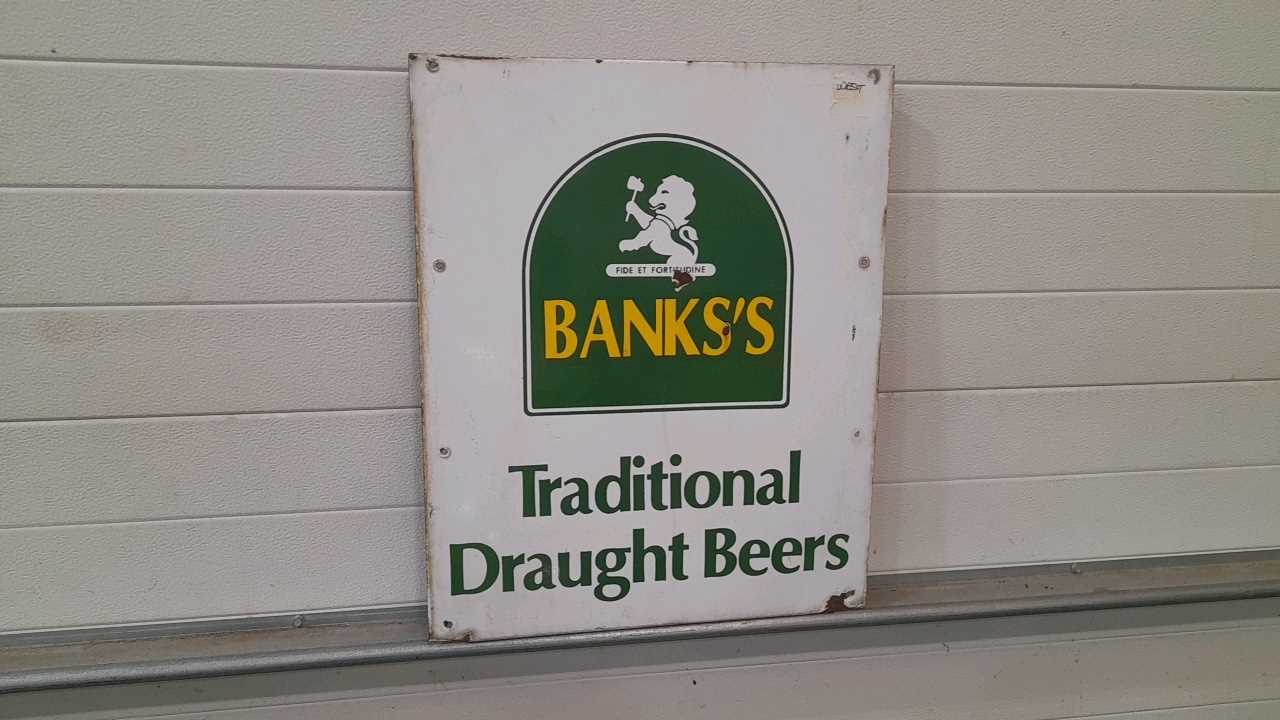 FIDE ET FORTITUDINE
BANKS'S
Traditional
Draught Beers